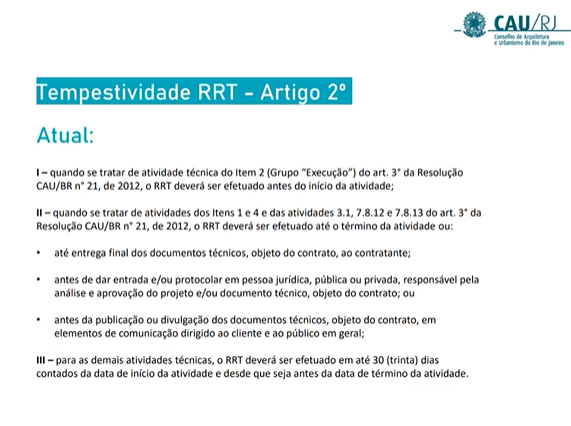 CAU/RJ
Conselho de Arquitetura
e Urbanismo do Rio de Janeiro
Tempestividade RRT - Artigo 2º
Atual:
I – quando se tratar de atividade técnica do Item 2 (Grupo “Execução”) do art. 3° da Resolução
CAU/BR n° 21, de 2012, o RRT deverá ser efetuado antes do início da atividade;
II – quando se tratar de atividades dos Itens 1 e 4 e das atividades 3.1, 7.8.12 e 7.8.13 do art. 3° da
Resolução CAU/BR n° 21, de 2012, o RRT deverá ser efetuado até o término da atividade ou:
• até entrega final dos documentos técnicos, objeto do contrato, ao contratante;
• antes de dar entrada e/ou protocolar em pessoa jurídica, pública ou privada, responsável pela
análise e aprovação do projeto e/ou documento técnico, objeto do contrato; ou
• antes da publicação ou divulgação dos documentos técnicos, objeto do contrato, em
elementos de comunicação dirigido ao cliente e ao público em geral;
III – para as demais atividades técnicas, o RRT deverá ser efetuado em até 30 (trinta) dias
contados da data de início da atividade e desde que seja antes da data de término da atividade.